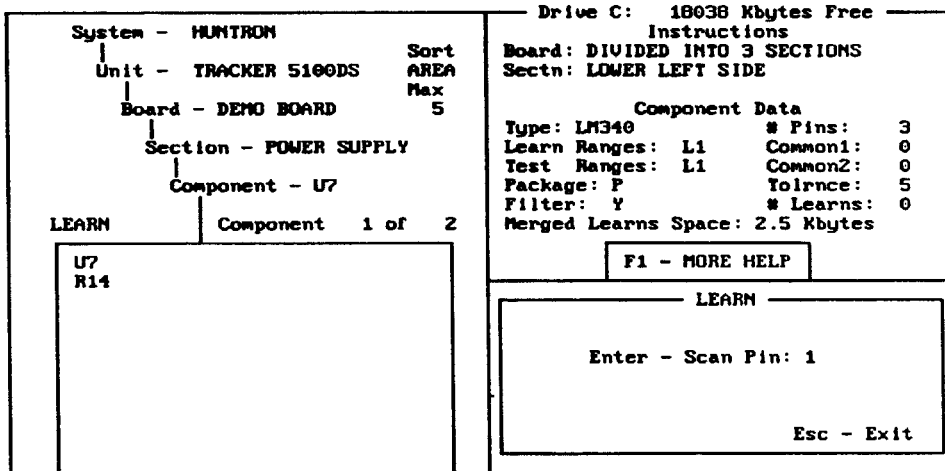 System - HUNTRON
Sort
Unit - TRACKER 5100DS AREA
Max
Board - DEMO BOARD 5
Section - POWER SUPPLY
Component - U7
LEARN Component 1 of 2
U7
R14
Drive C: 18038 Kbytes Free
Instructions
Board: DIVIDED INTO 3 SECTIONS
Sectn: LOWER LEFT SIDE
Component Data
Type: LM340 # Pins: 3
Learn Ranges: L1 Common1: 0
Test Ranges: L1 Common2: 0
Package: P Tolrnce: 5
Filter: Y # Learns: 0
Merged Learns Space: 2.5 Kbytes
F1 - MORE HELP
LEARN
Enter - Scan Pin: 1
Esc - Exit